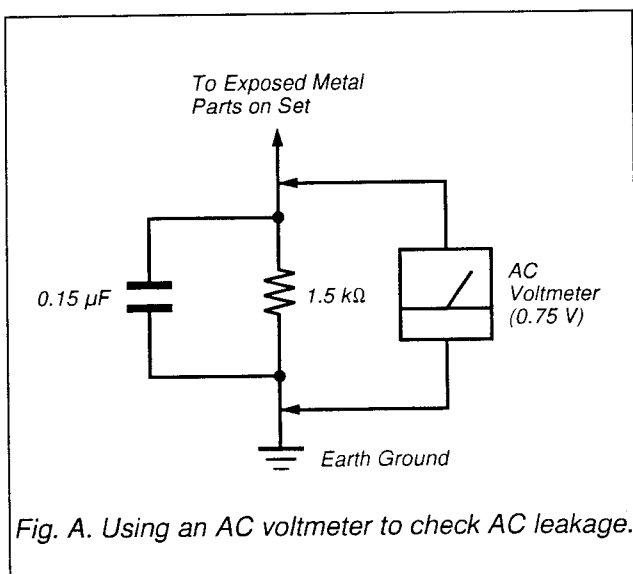 To Exposed Metal
Parts on Set
0.15 µF
1.5 kΩ
AC
Voltmeter
(0.75 V)
Earth Ground
Fig. A. Using an AC voltmeter to check AC leakage.